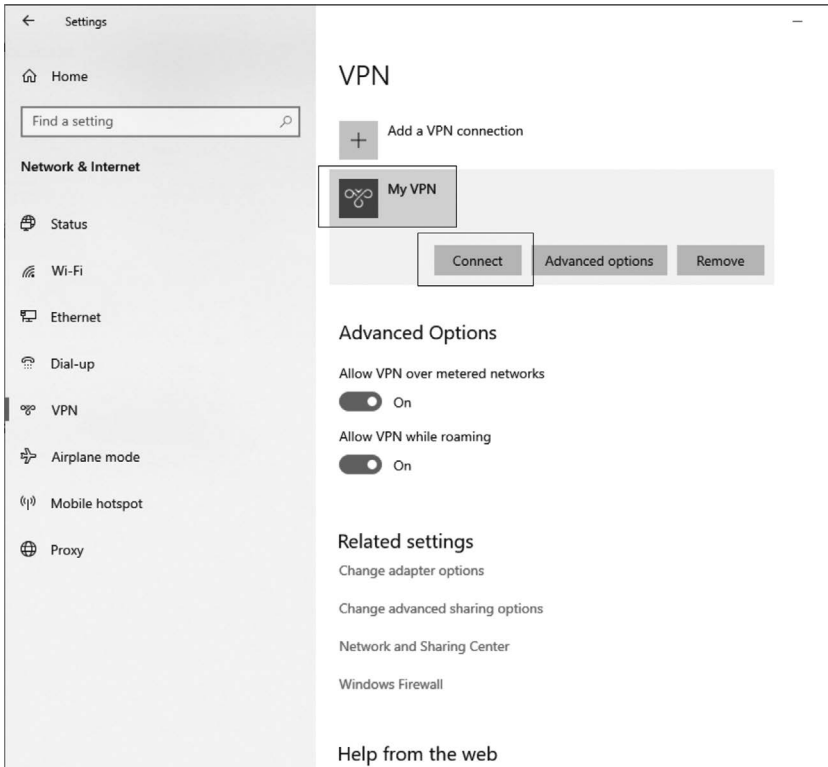 Settings
Home
Find a setting
Network & Internet
Status
Wi-Fi
Ethernet
Dial-up
VPN
Airplane mode
Mobile hotspot
Proxy
VPN
Add a VPN connection
My VPN
Connect Advanced options Remove
Advanced Options
Allow VPN over metered networks
On
Allow VPN while roaming
On
Related settings
Change adapter options
Change advanced sharing options
Network and Sharing Center
Windows Firewall
Help from the web